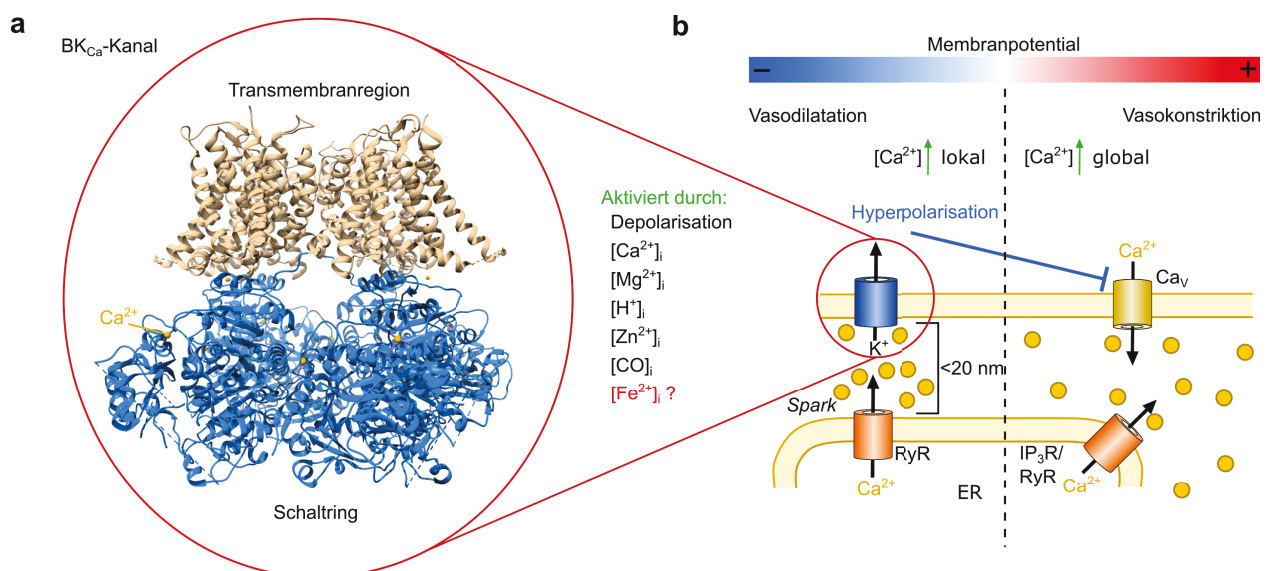 a
BKCa-Kanal
Transmembranregion
Ca2+
Schaltring
Aktiviert durch:
Depolarisation
[Ca2+]i
[Mg2+]i
[H+]i
[Zn2+]i
[CO]i
[Fe2+]i ?
b
Membranpotential
– +
Vasodilatation
Vasokonstriktion
[Ca2+] lokal
[Ca2+] global
Hyperpolarisation
Ca2+
CaV
K+
<20 nm
Spark
RyR
Ca2+
ER
IP3R/
RyR
Ca2+